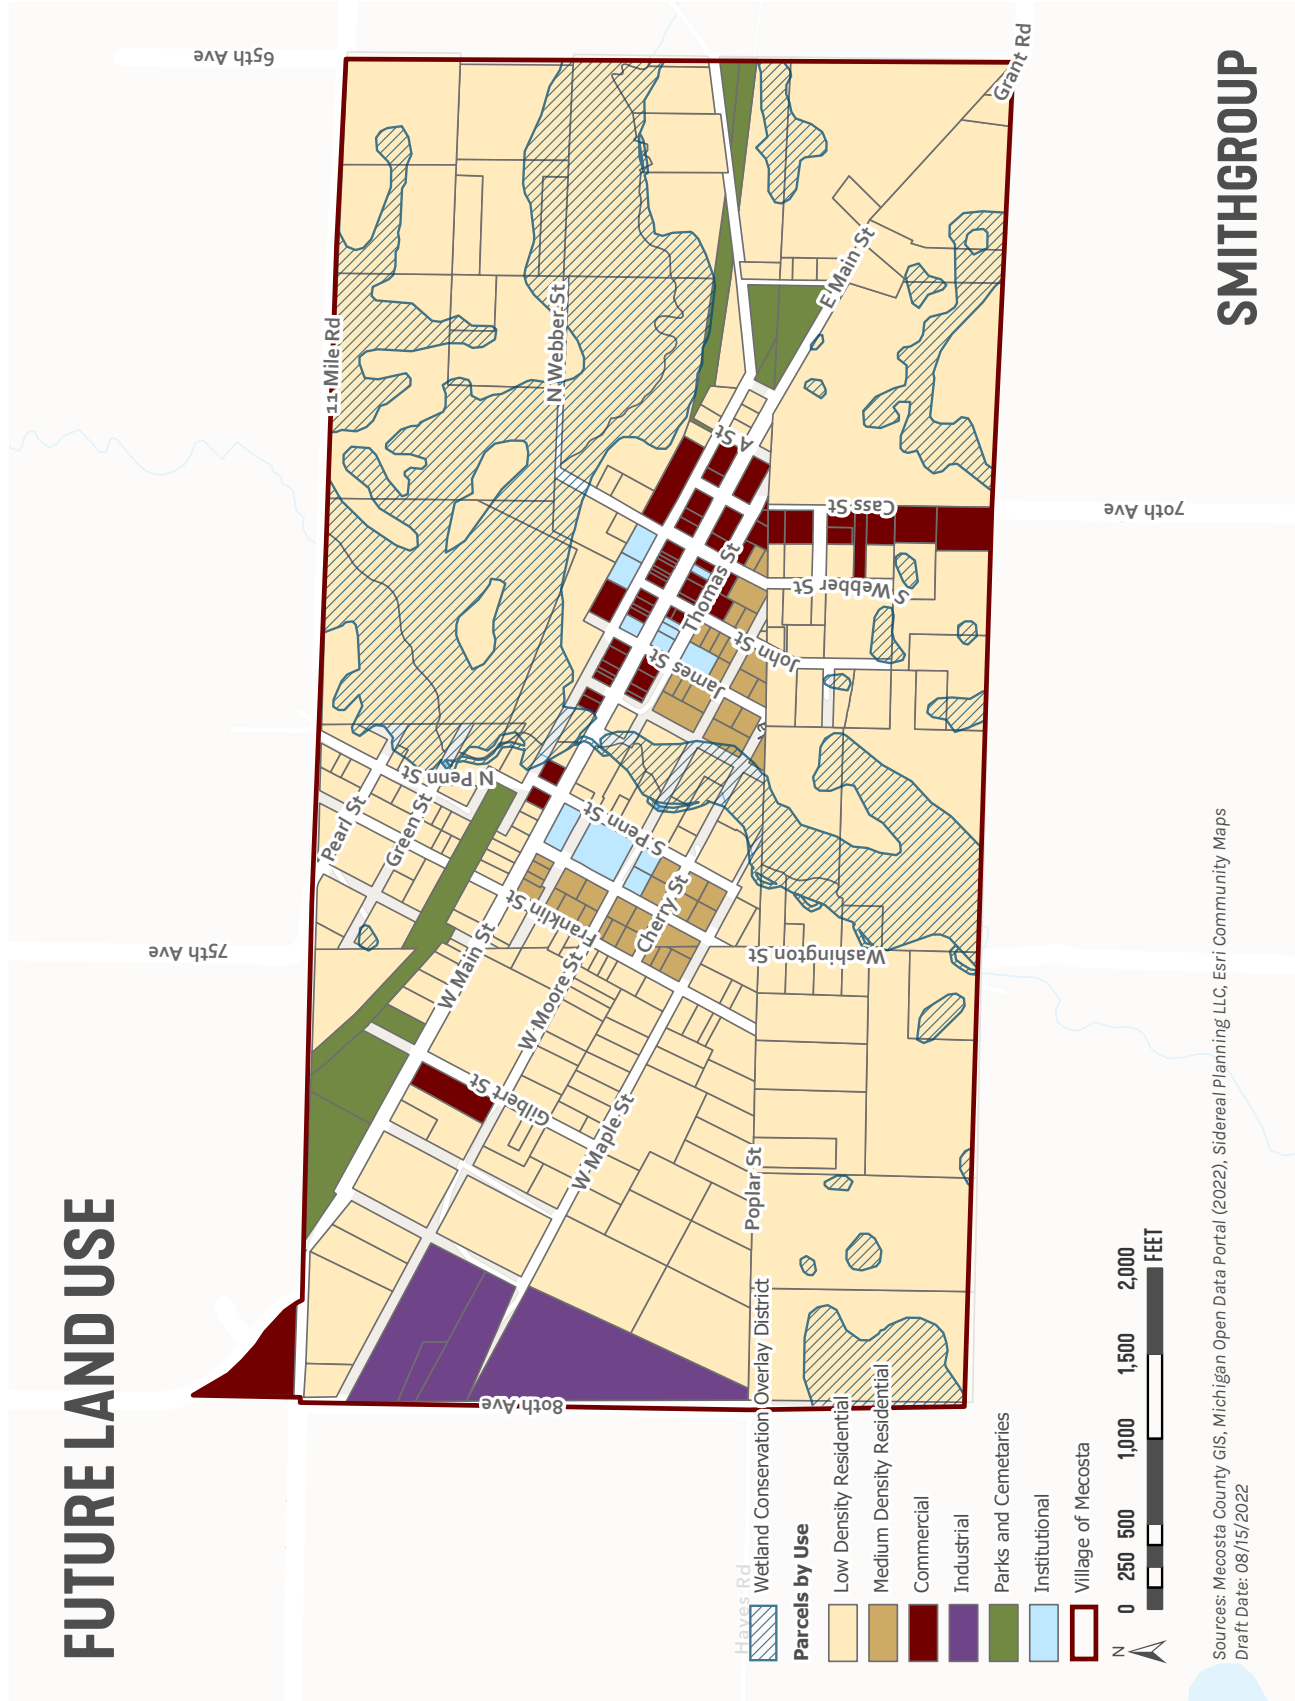 FUTURE LAND USE
65th Ave
11 Mile Rd
Grant Rd
N Webber St
E Main St
A St
Cass St
70th Ave
Thomas St
S Webber St
John St
James St
N Penn St
Pearl St
Green St
S Penn St
Cherry St
Franklin St
75th Ave
W Main St
Washington St
W Moore St
Gilbert St
W Maple St
Poplar St
80th Ave
Hayes Rd
Wetland Conservation Overlay District
Parcels by Use
Low Density Residential
Medium Density Residential
Commercial
Industrial
Parks and Cemetaries
Institutional
Village of Mecosta
N
0 250 500 1,000 1,500 2,000
FEET
Sources: Mecosta County GIS, Michigan Open Data Portal (2022), Sidereal Planning LLC, Esri Community Maps
Draft Date: 08/15/2022
SMITHGROUP